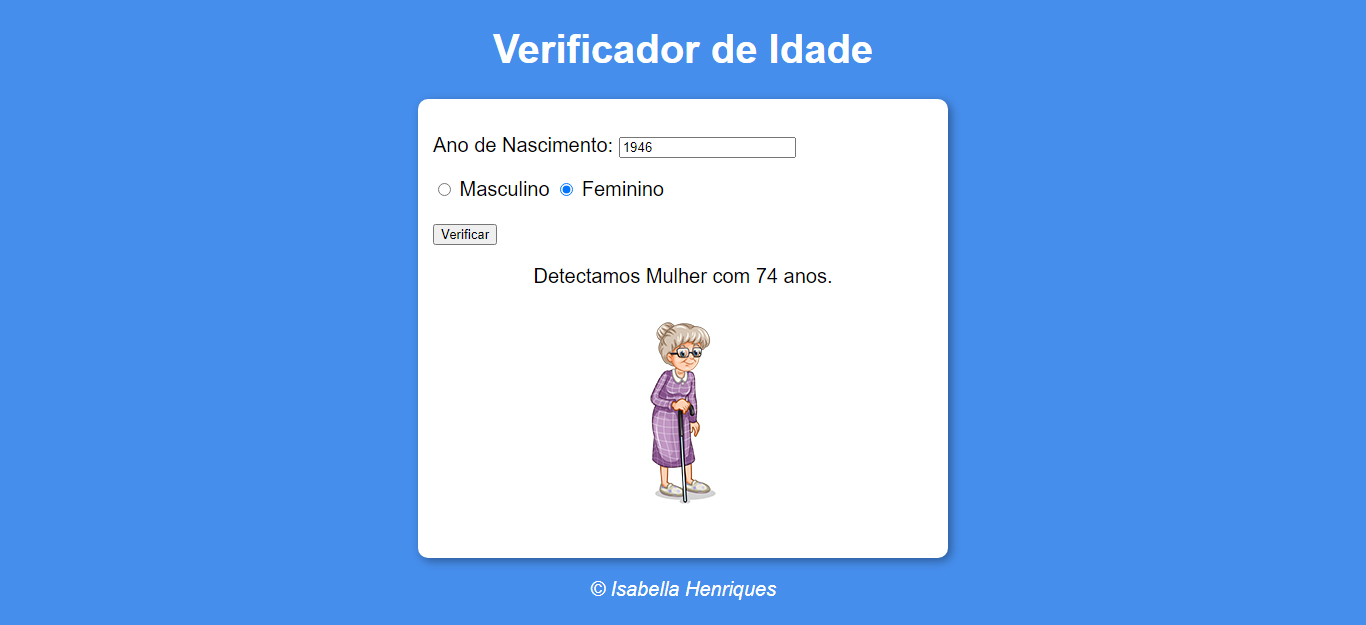 Verificador de Idade
Ano de Nascimento: 1946
Masculino Feminino
Verificar
Detectamos Mulher com 74 anos.
© Isabella Henriques